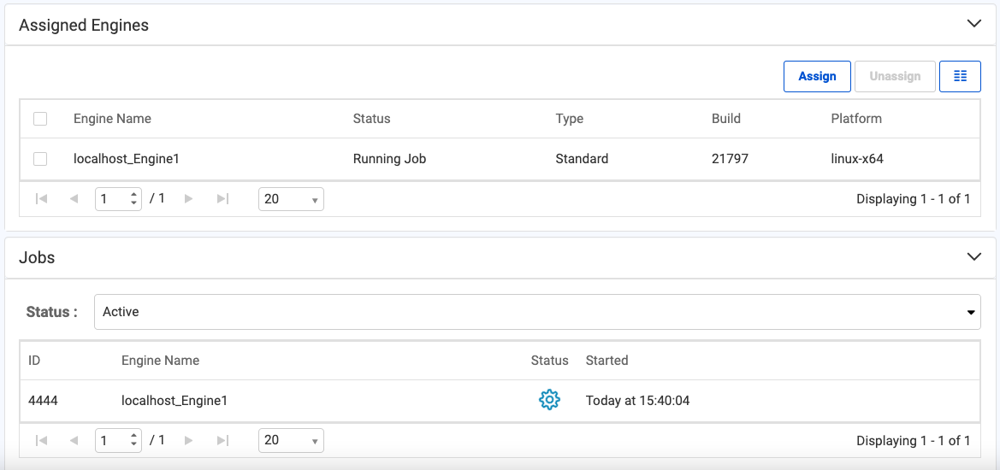 Assigned Engines
Assign Unassign
Engine Name Status Type Build Platform
localhost_Engine1 Running Job Standard 21797 linux-x64
1 / 1 20 Displaying 1 - 1 of 1
Jobs
Status : Active
ID Engine Name Status Started
4444 localhost_Engine1 Today at 15:40:04
1 / 1 20 Displaying 1 - 1 of 1